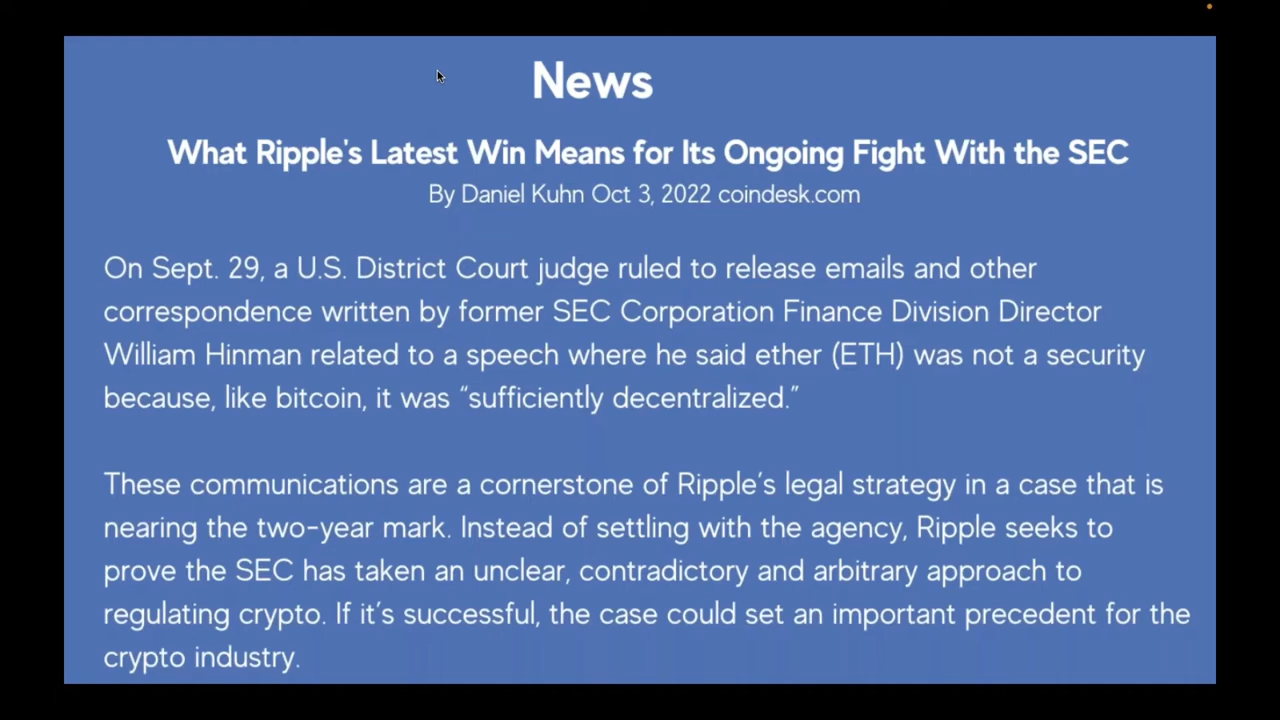 News
What Ripple's Latest Win Means for Its Ongoing Fight With the SEC
By Daniel Kuhn Oct 3, 2022 coindesk.com
On Sept. 29, a U.S. District Court judge ruled to release emails and other
correspondence written by former SEC Corporation Finance Division Director
William Hinman related to a speech where he said ether (ETH) was not a security
because, like bitcoin, it was “sufficiently decentralized.”
These communications are a cornerstone of Ripple’s legal strategy in a case that is
nearing the two-year mark. Instead of settling with the agency, Ripple seeks to
prove the SEC has taken an unclear, contradictory and arbitrary approach to
regulating crypto. If it’s successful, the case could set an important precedent for the
crypto industry.